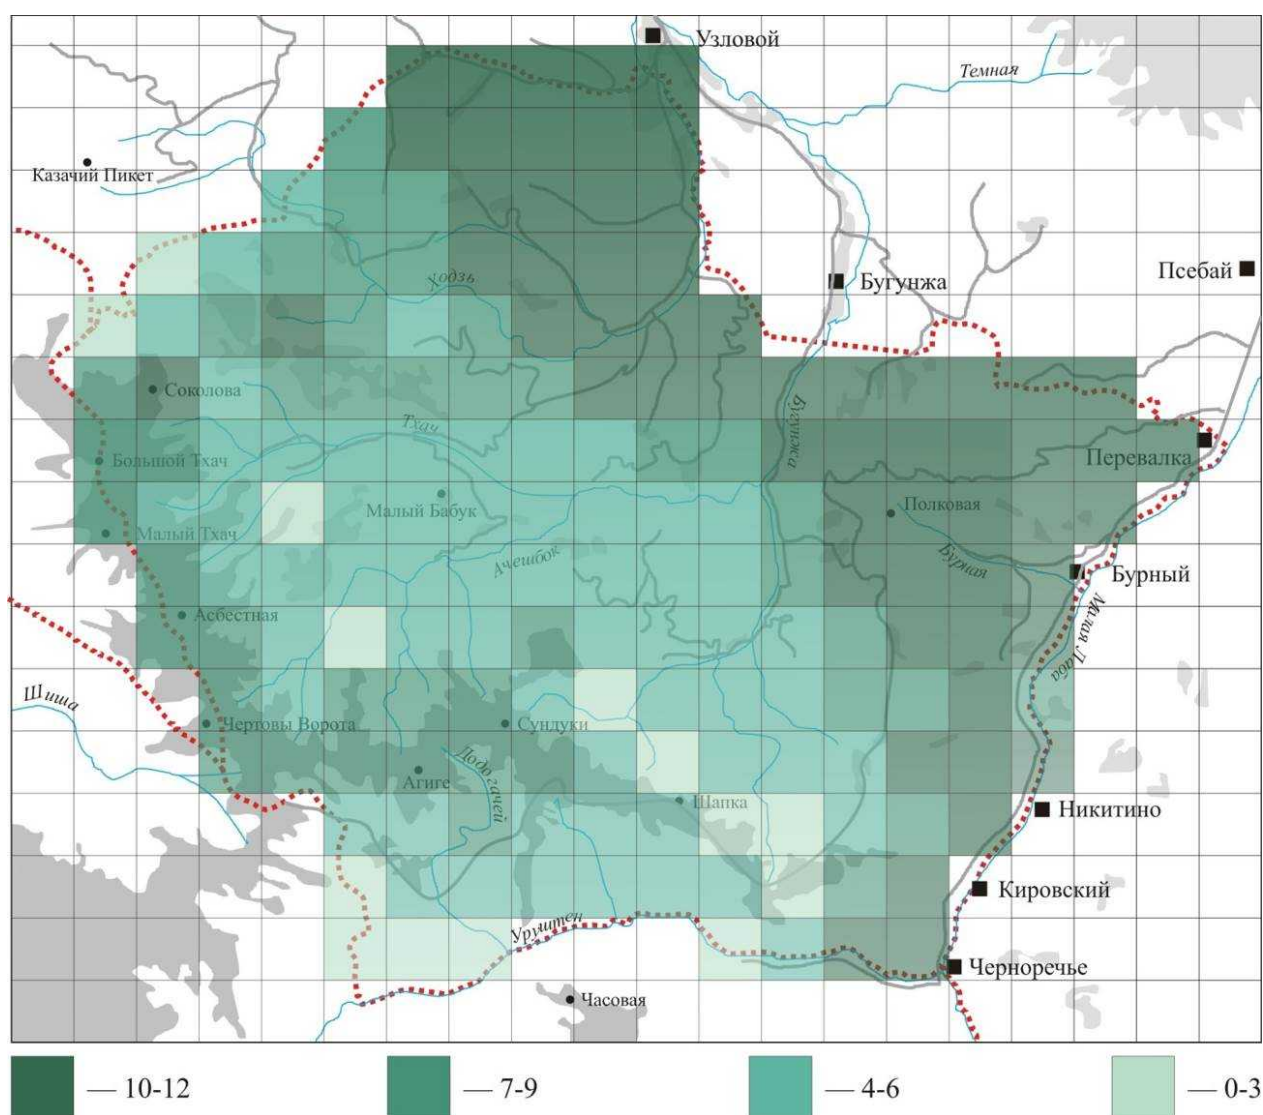 Узловой
Темная
Казачий Пикет
Псебай
Ходзь
Бугунжа
Соколова
Бугунжа
Тхач
Большой Тхач
Перевалка
Малый Бабук
Полковая
Малый Тхач
Ачешбок
Бурная
Бурный
Асбестная
Малая Лаба
Шиша
Чертовы Ворота
Сундуки
Додогачей
Агиге
Шапка
Никитино
Кировский
Уруштен
Черноречье
Часовая
— 10-12
— 7-9
— 4-6
— 0-3